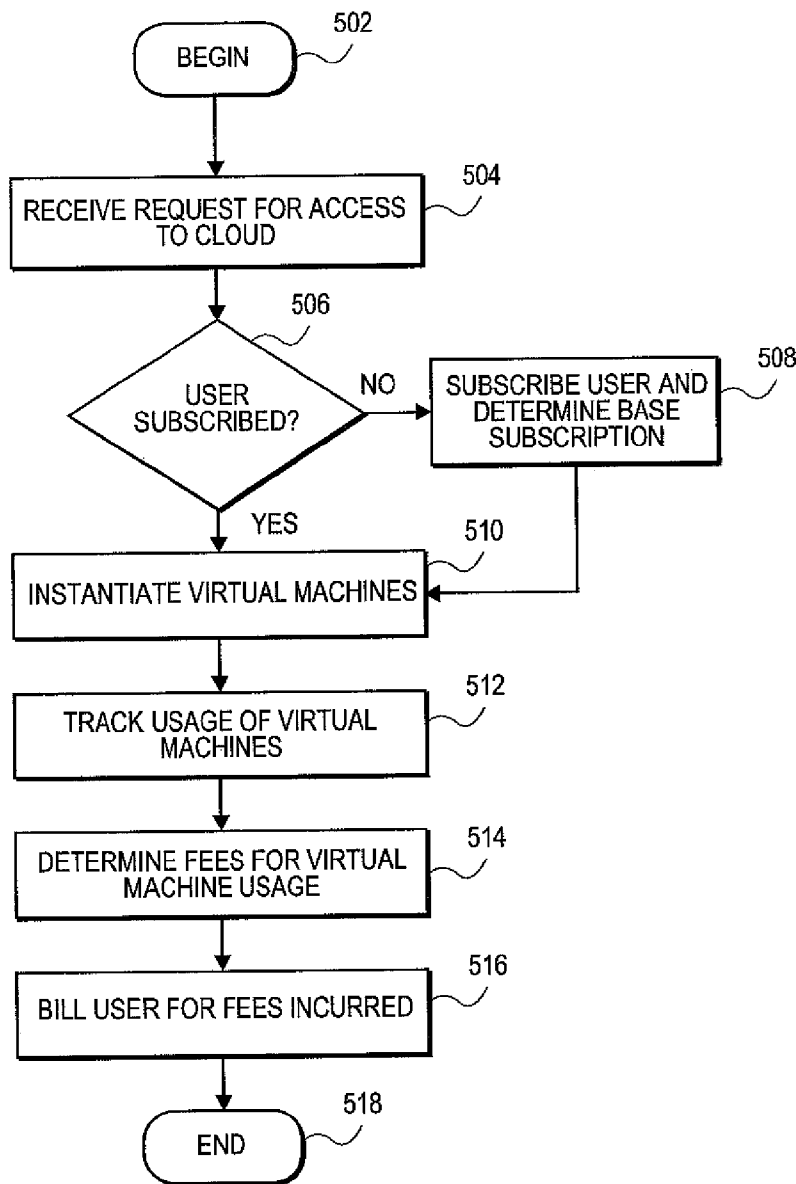 502
BEGIN
504
RECEIVE REQUEST FOR ACCESS
TO CLOUD
506
USER
SUBSCRIBED?
NO
508
SUBSCRIBE USER AND
DETERMINE BASE
SUBSCRIPTION
YES
510
INSTANTIATE VIRTUAL MACHINES
512
TRACK USAGE OF VIRTUAL
MACHINES
514
DETERMINE FEES FOR VIRTUAL
MACHINE USAGE
516
BILL USER FOR FEES INCURRED
518
END